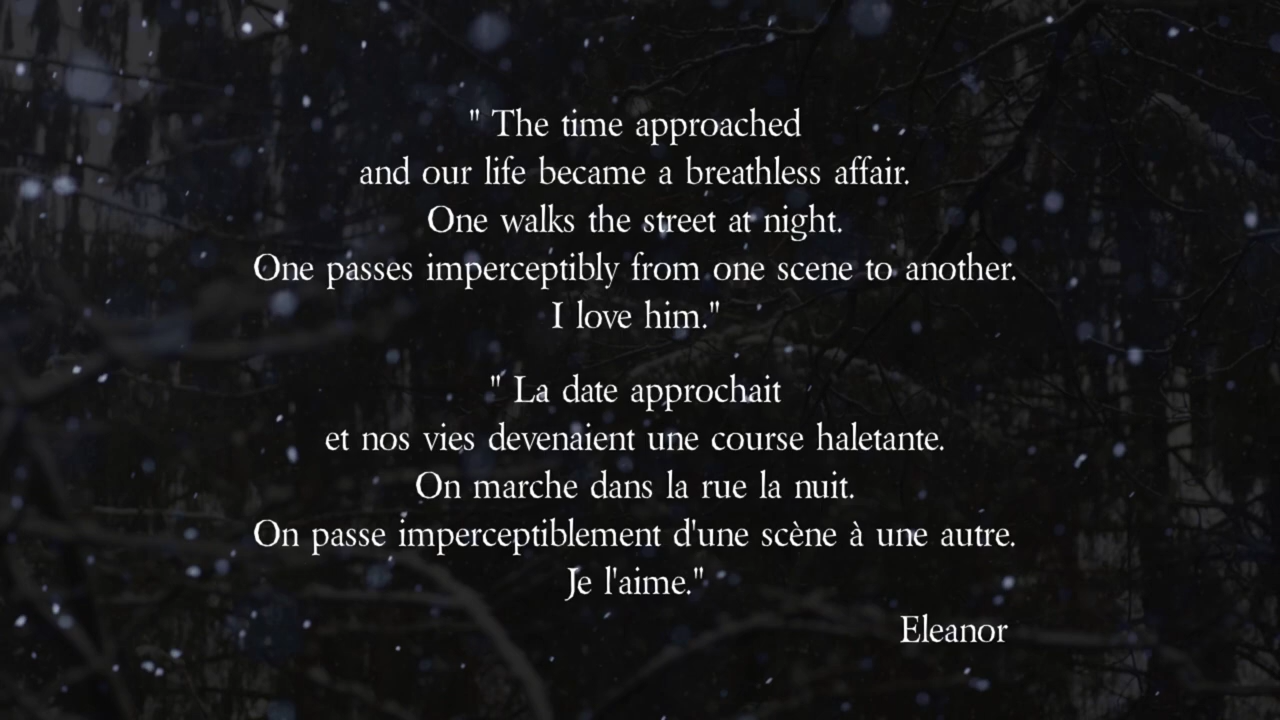 " The time approached
and our life became a breathless affair.
One walks the street at night.
One passes imperceptibly from one scene to another.
I love him."
" La date approchait
et nos vies devenaient une course haletante.
On marche dans la rue la nuit.
On passe imperceptiblement d'une scène à une autre.
Je l'aime."
Eleanor